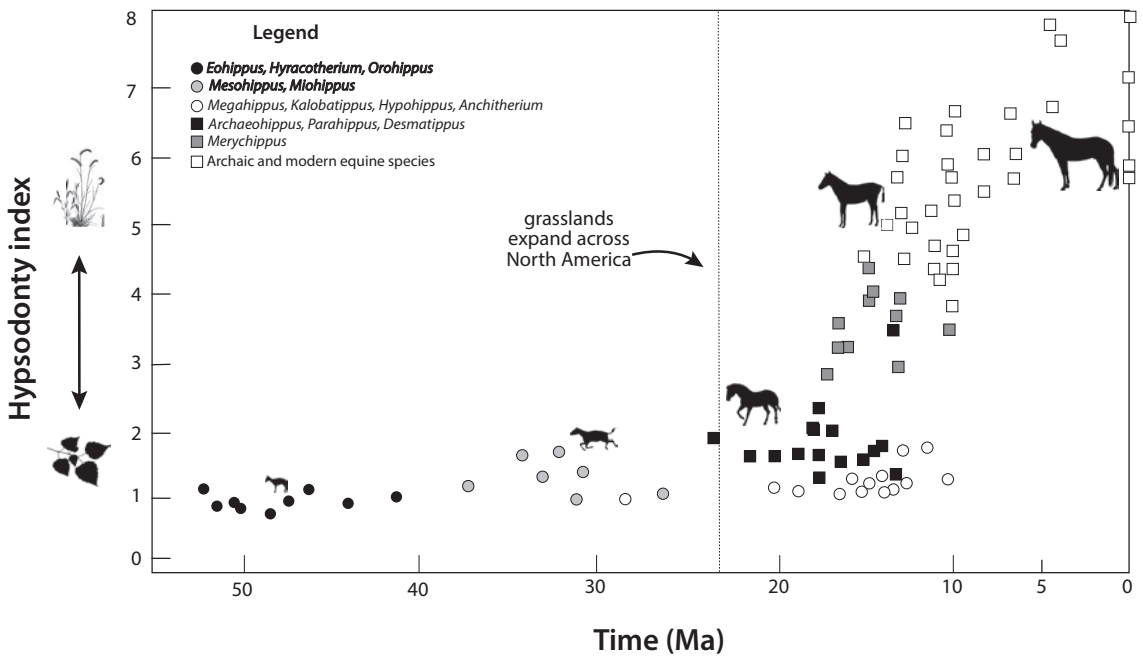 Legend
Eohippus, Hyracotherium, Orohippus
Mesohippus, Miohippus
Megahippus, Kalobatippus, Hypohippus, Anchitherium
Archaeohippus, Parahippus, Desmatippus
Merychippus
Archaic and modern equine species
grasslands
expand across
North America
Hypsodonty index
8
7
6
5
4
3
2
1
0
50
40
30
20
10
5
0
Time (Ma)